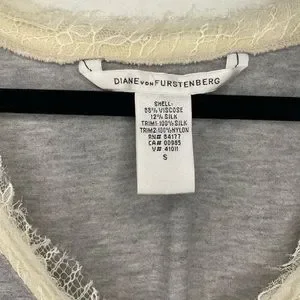 DIANE VON FURSTENBERG
SHELL:
88% VISCOSE
12% SILK
TRIM1: 100% SILK
TRIM2: 100% NYLON
RN# 84177
CA# 00985
V# 41011
S